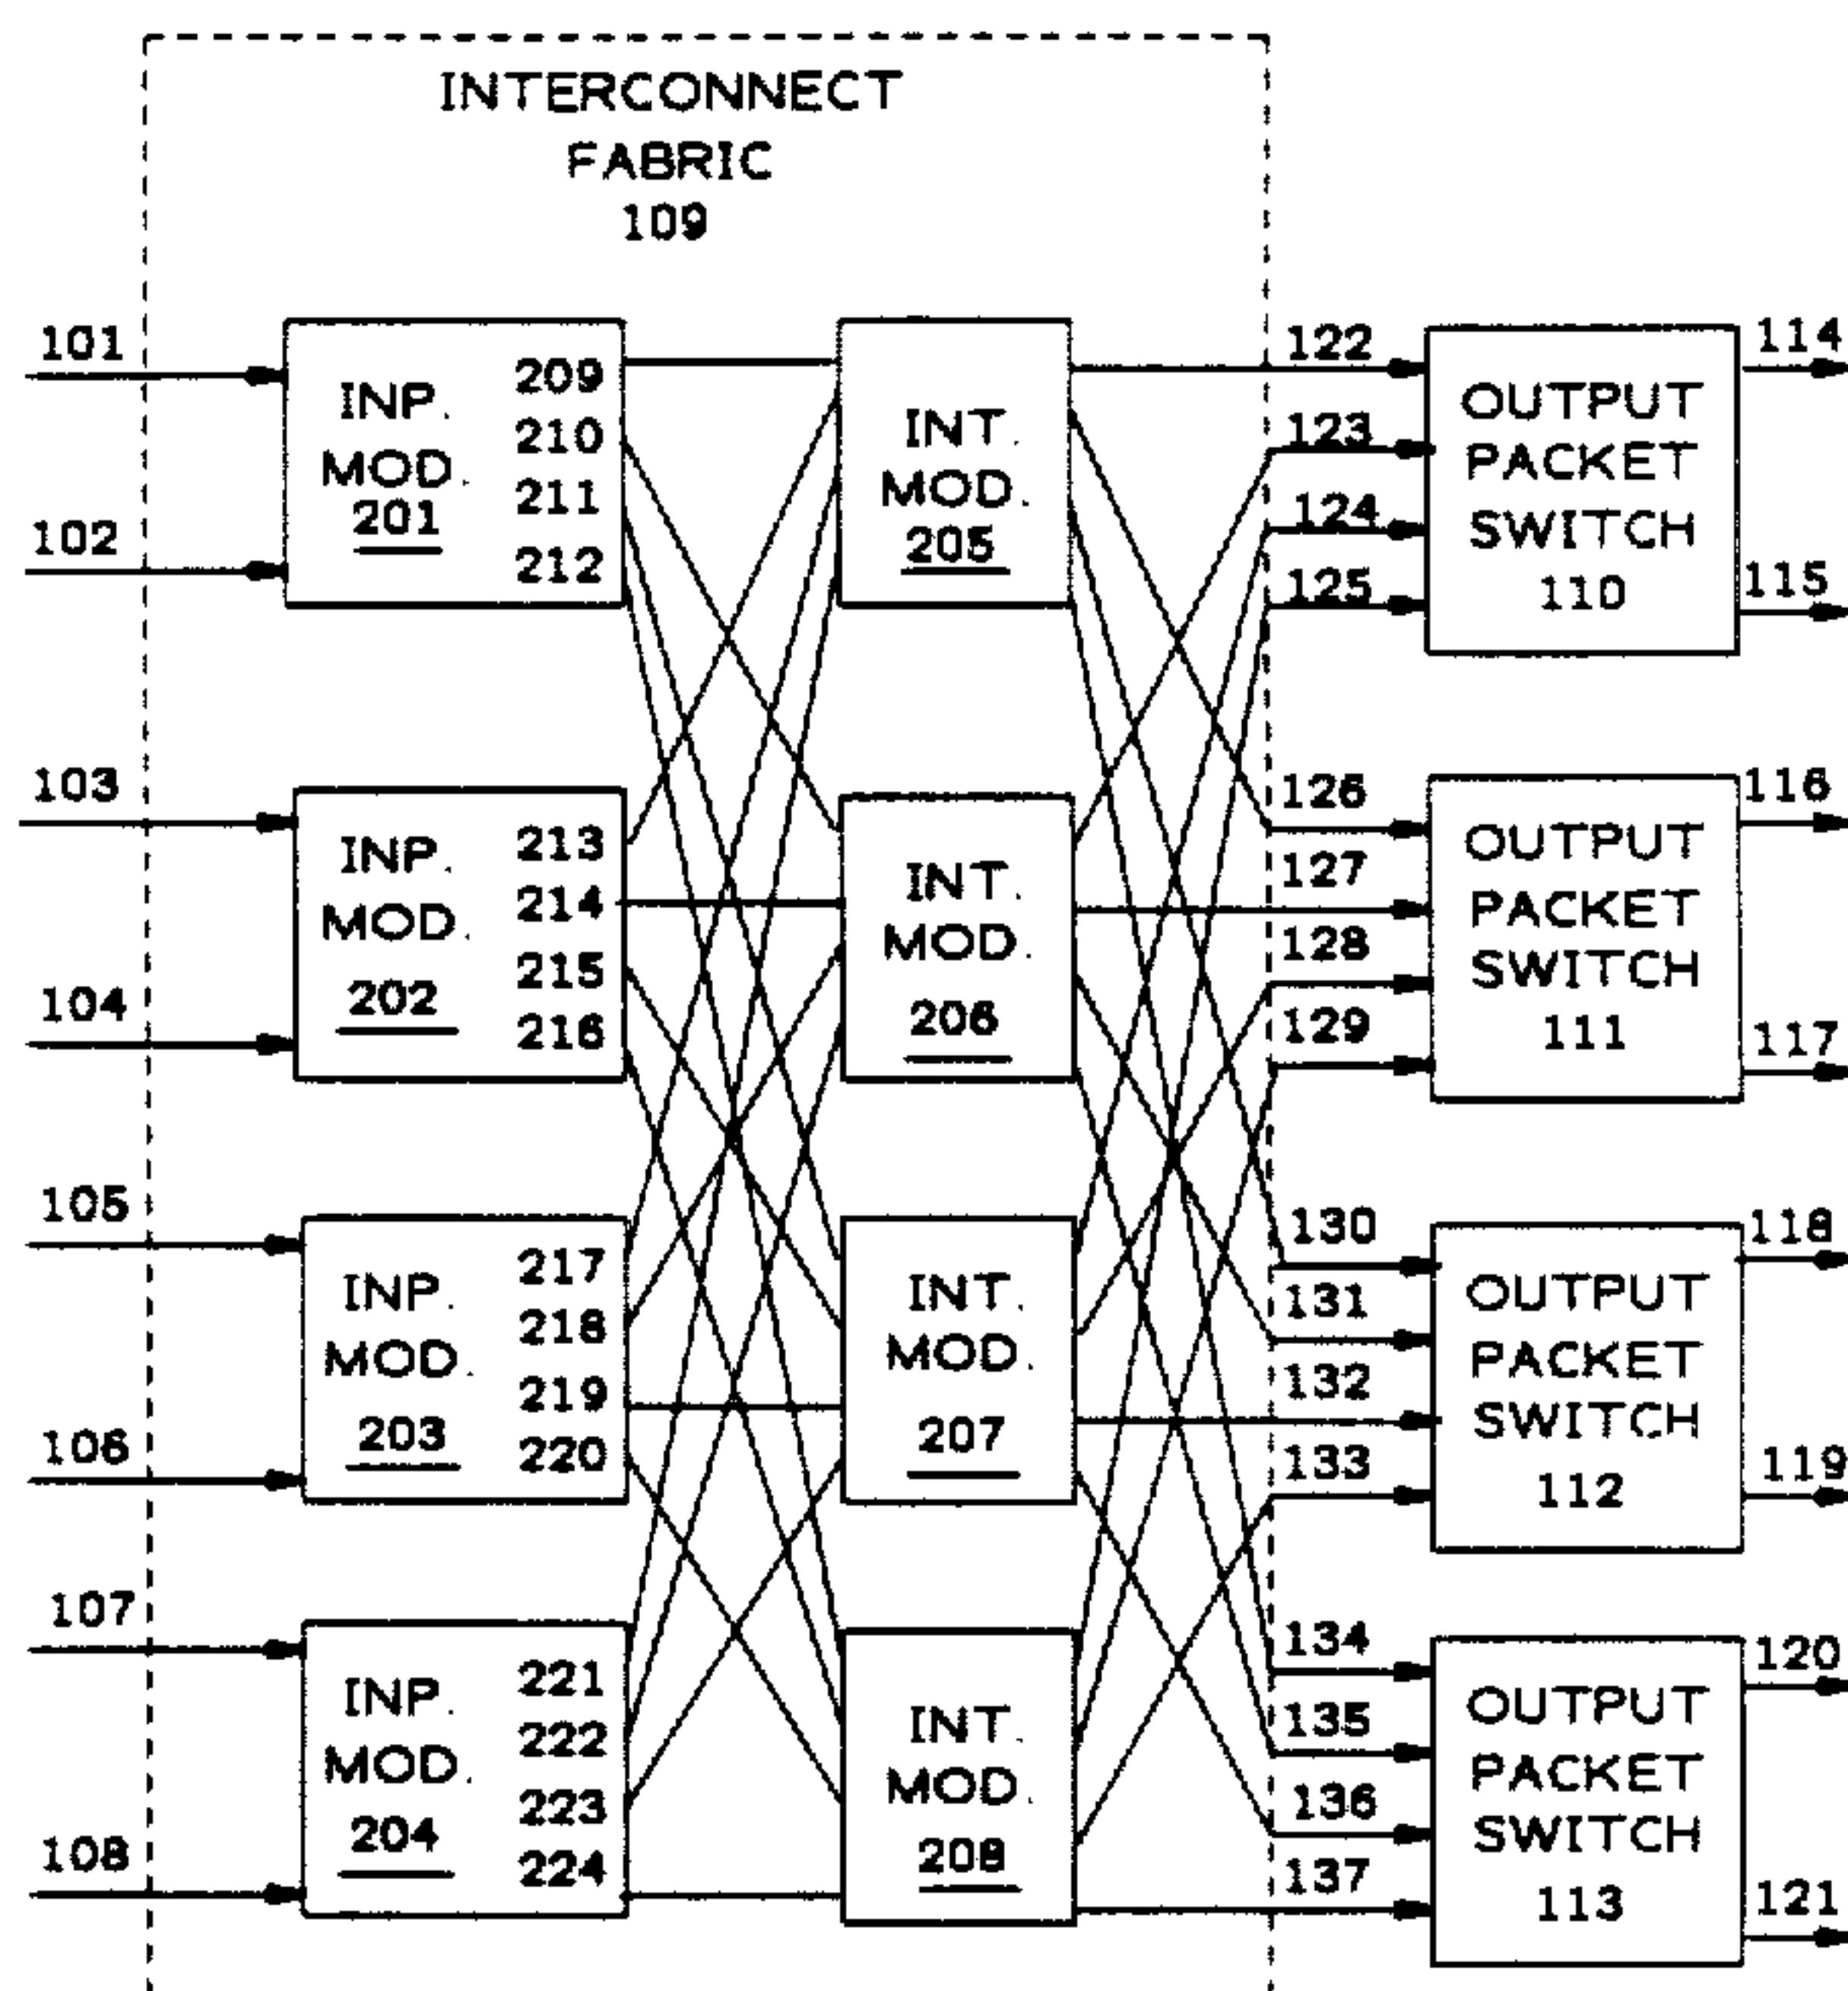 INTERCONNECT
FABRIC
109
101
102
INP.
MOD.
201
209
210
211
212
INT.
MOD.
205
122
123
124
125
OUTPUT
PACKET
SWITCH
110
114
115
103
104
INP.
MOD.
202
213
214
215
216
INT.
MOD.
206
126
127
128
129
OUTPUT
PACKET
SWITCH
111
116
117
105
106
INP.
MOD.
203
217
218
219
220
INT.
MOD.
207
130
131
132
133
OUTPUT
PACKET
SWITCH
112
118
119
107
108
INP.
MOD.
204
221
222
223
224
INT.
MOD.
208
134
135
136
137
OUTPUT
PACKET
SWITCH
113
120
121